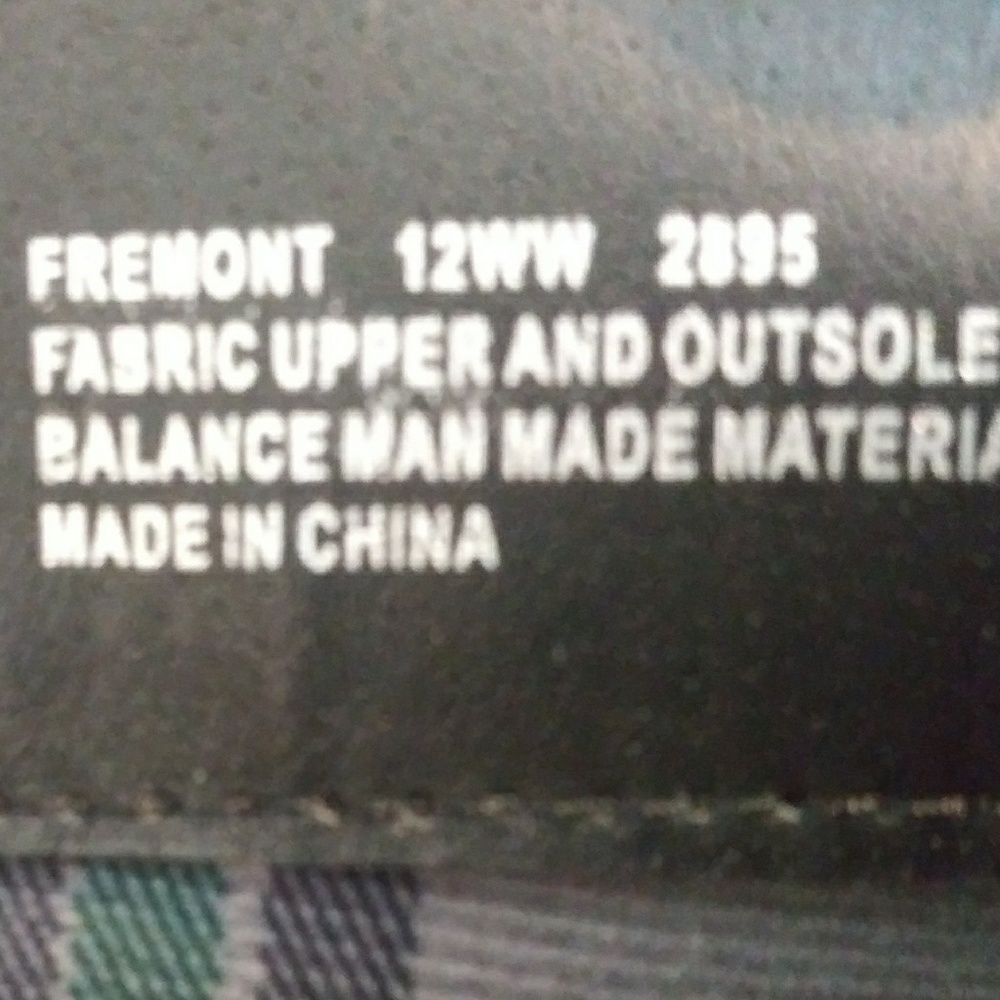 FREMONT 12WW 2895
FABRIC UPPER AND OUTSOLE
BALANCE MAN MADE MATERIA
MADE IN CHINA